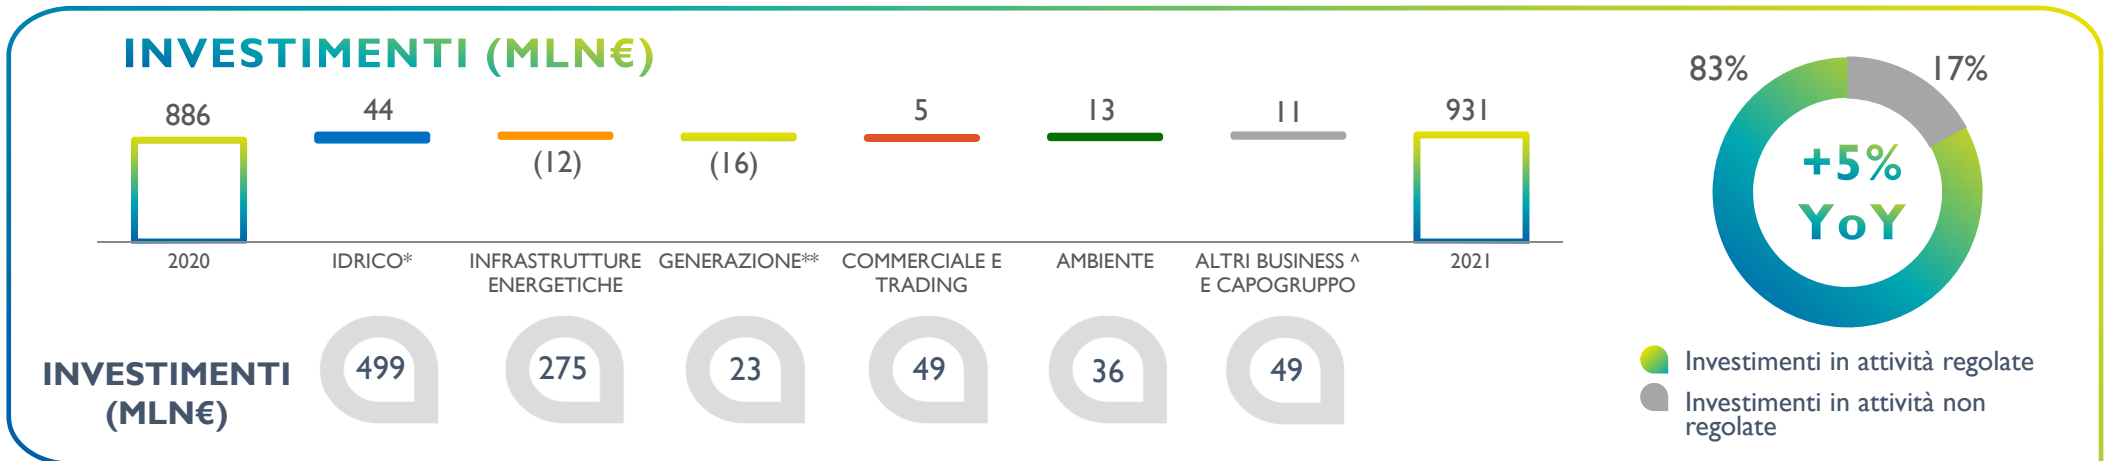 INVESTIMENTI (MLN€)
886
44
(12)
(16)
5
13
11
931
2020
IDRICO*
INFRASTRUTTURE
ENERGETICHE
GENERAZIONE**
COMMERCIALE E
TRADING
AMBIENTE
ALTRI BUSINESS ^
E CAPOGRUPPO
2021
INVESTIMENTI
(MLN€)
499
275
23
49
36
49
83%
17%
+5%
YoY
Investimenti in attività regolate
Investimenti in attività non
regolate